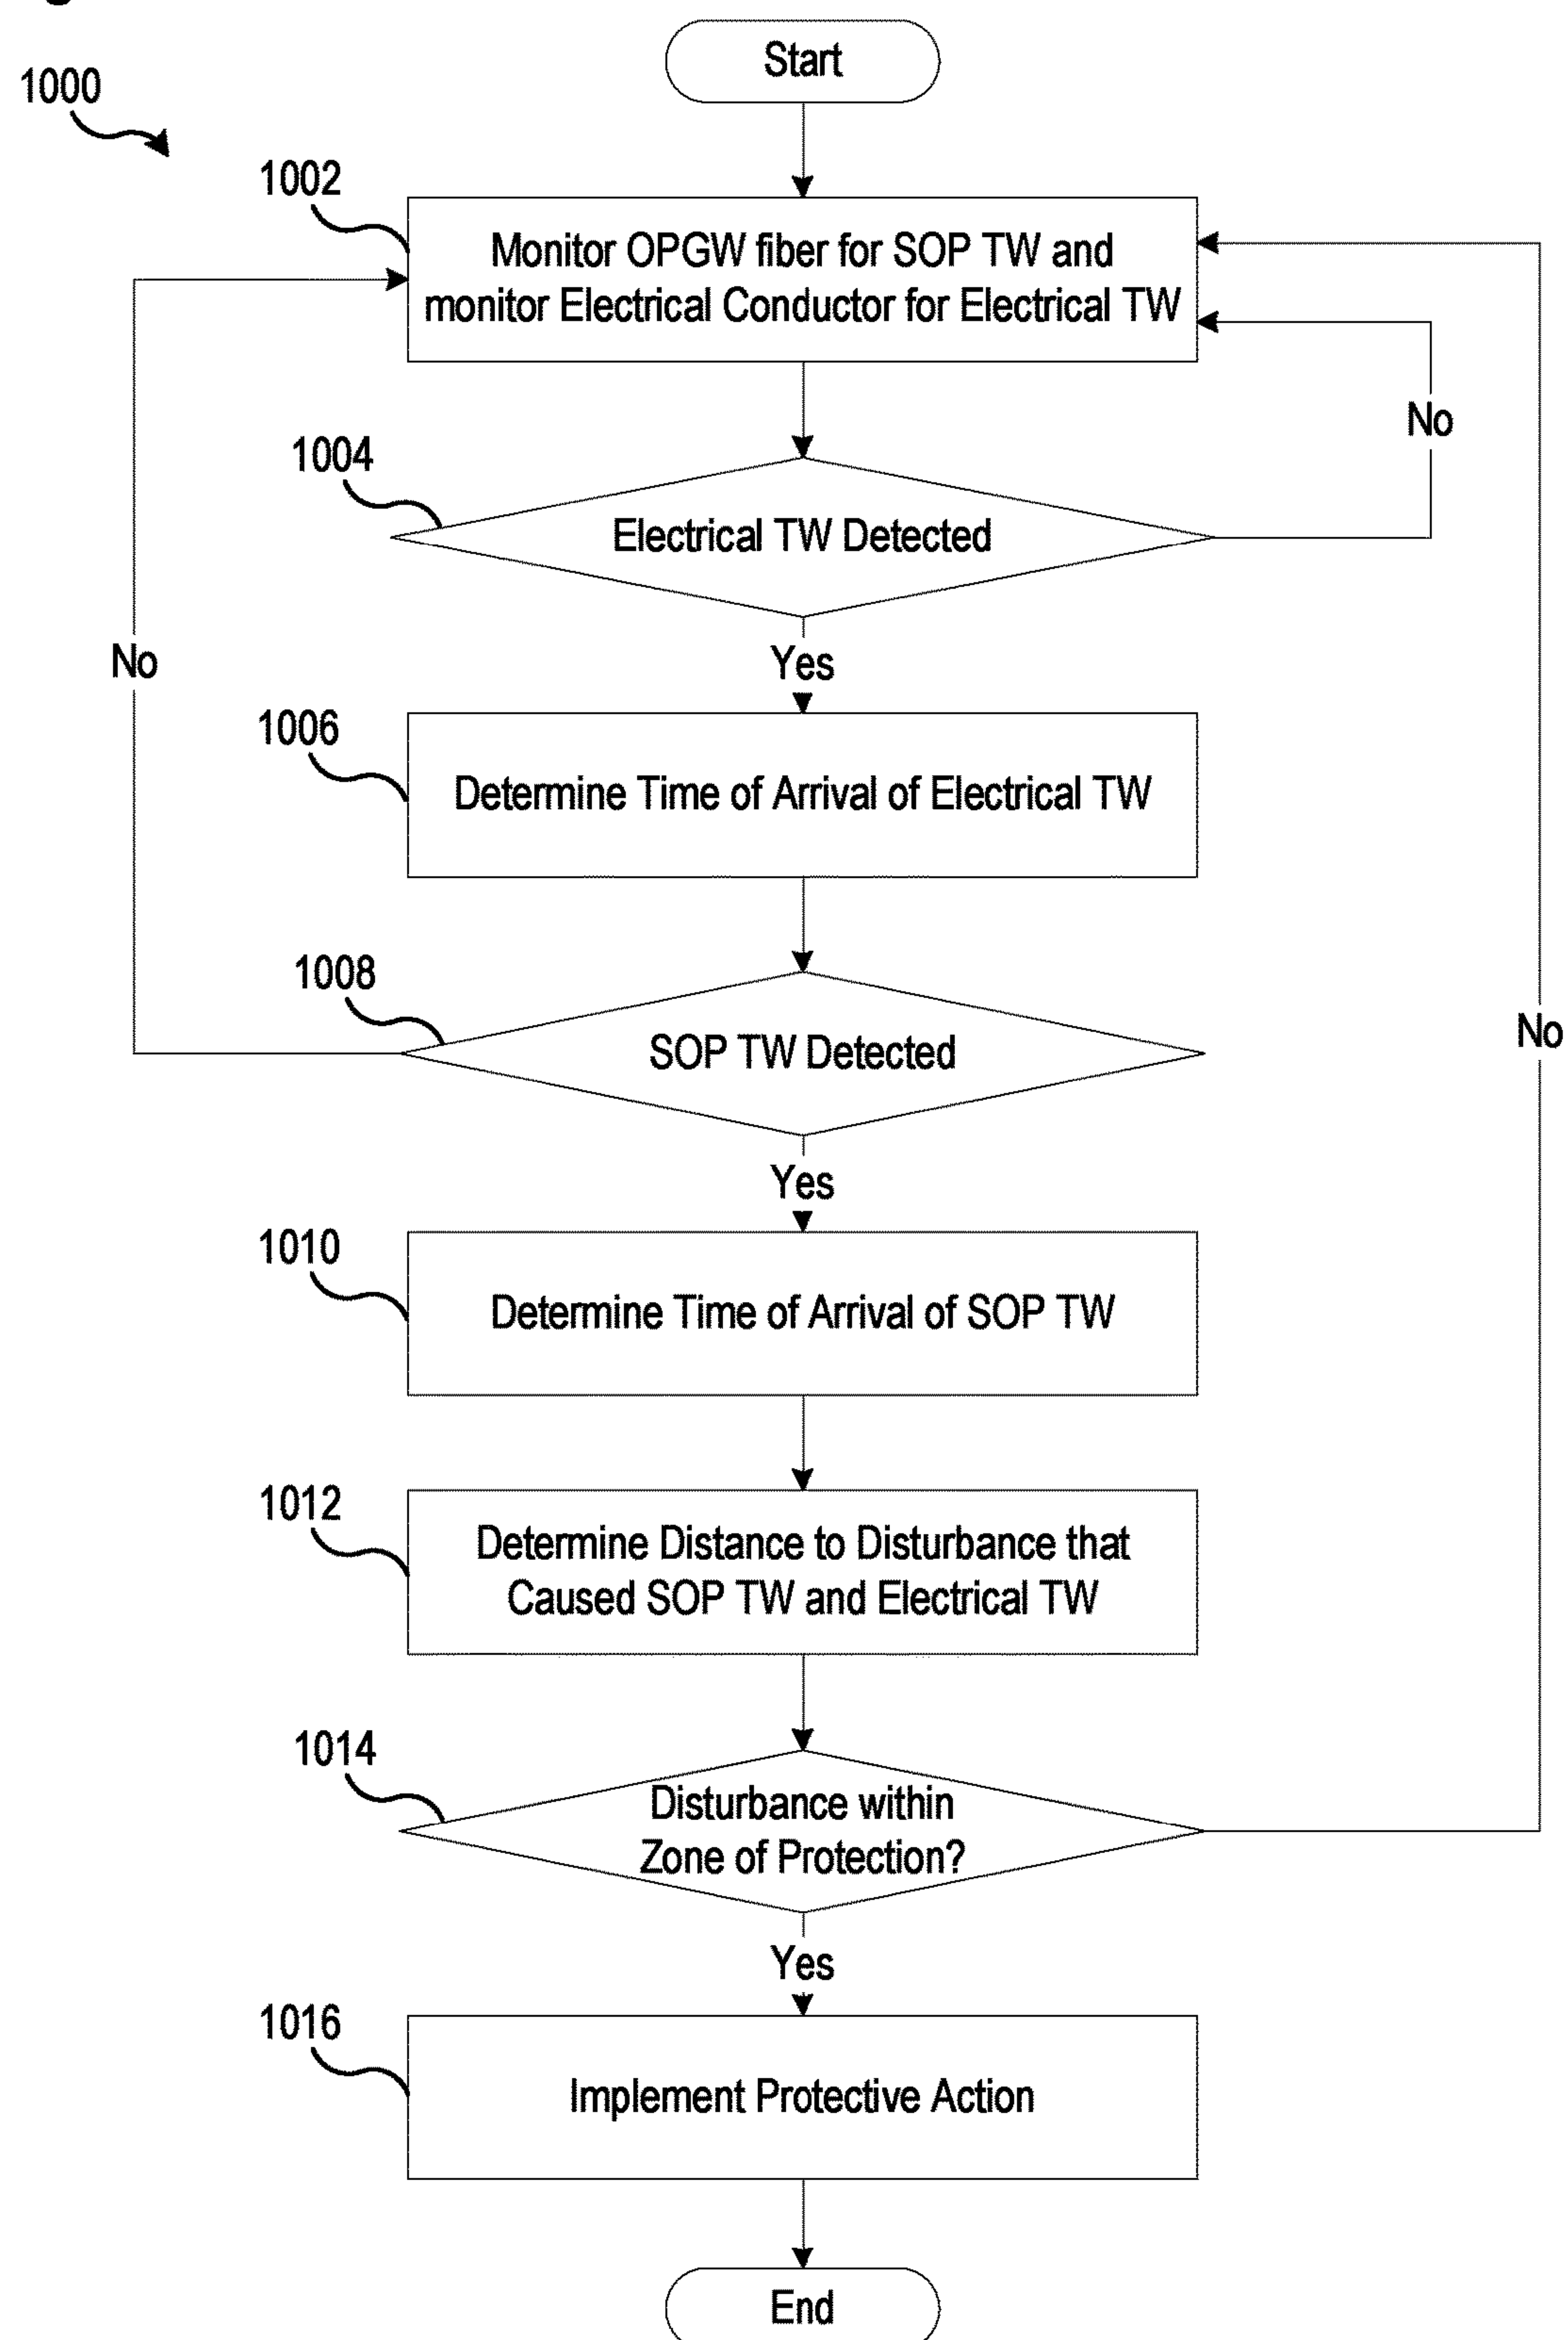 Start
1000
1002
Monitor OPGW fiber for SOP TW and
monitor Electrical Conductor for Electrical TW
No
1004
Electrical TW Detected
No
Yes
1006
Determine Time of Arrival of Electrical TW
1008
SOP TW Detected
No
Yes
1010
Determine Time of Arrival of SOP TW
1012
Determine Distance to Disturbance that
Caused SOP TW and Electrical TW
1014
Disturbance within
Zone of Protection?
Yes
1016
Implement Protective Action
End